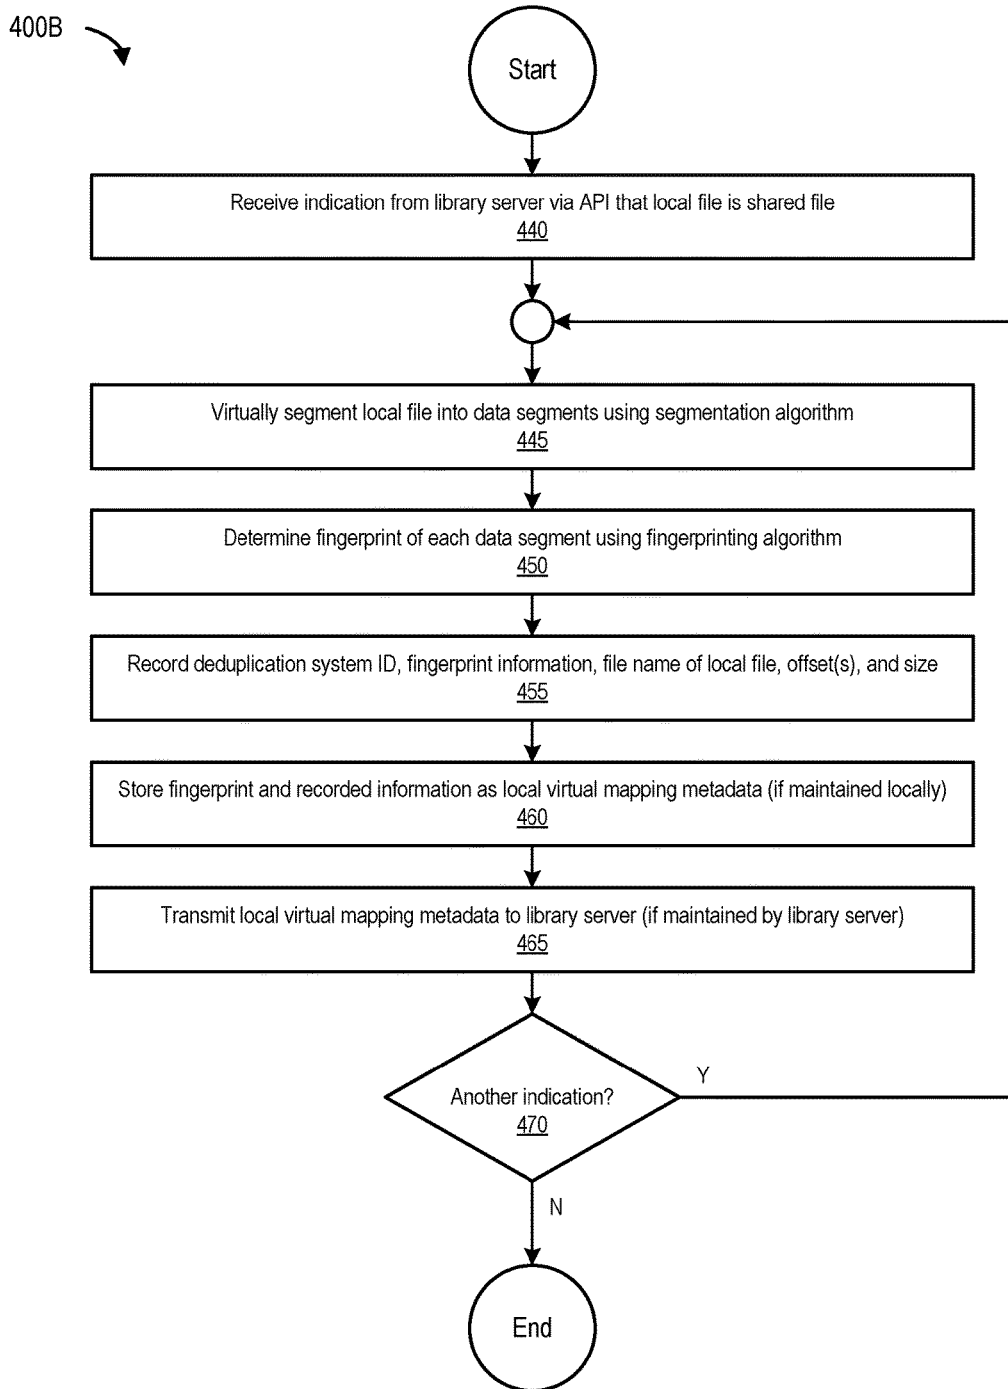 400B
Start
Receive indication from library server via API that local file is shared file
440
Virtually segment local file into data segments using segmentation algorithm
445
Determine fingerprint of each data segment using fingerprinting algorithm
450
Record deduplication system ID, fingerprint information, file name of local file, offset(s), and size
455
Store fingerprint and recorded information as local virtual mapping metadata (if maintained locally)
460
Transmit local virtual mapping metadata to library server (if maintained by library server)
465
Another indication?
470
Y
N
End